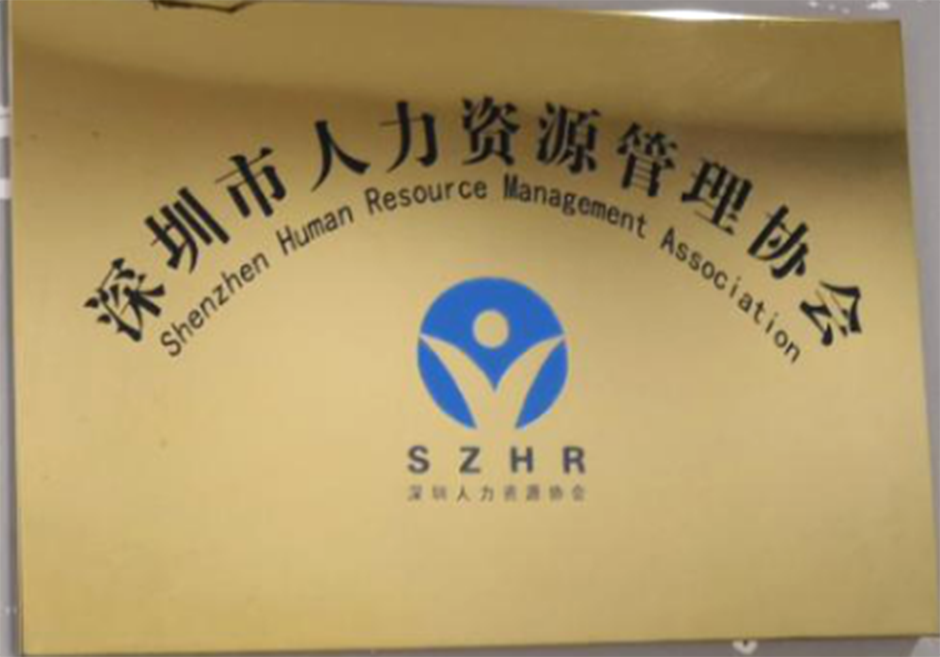 深圳市人力资源管理协会
Shenzhen Human Resource Management Association
SZHR
深圳人力资源协会